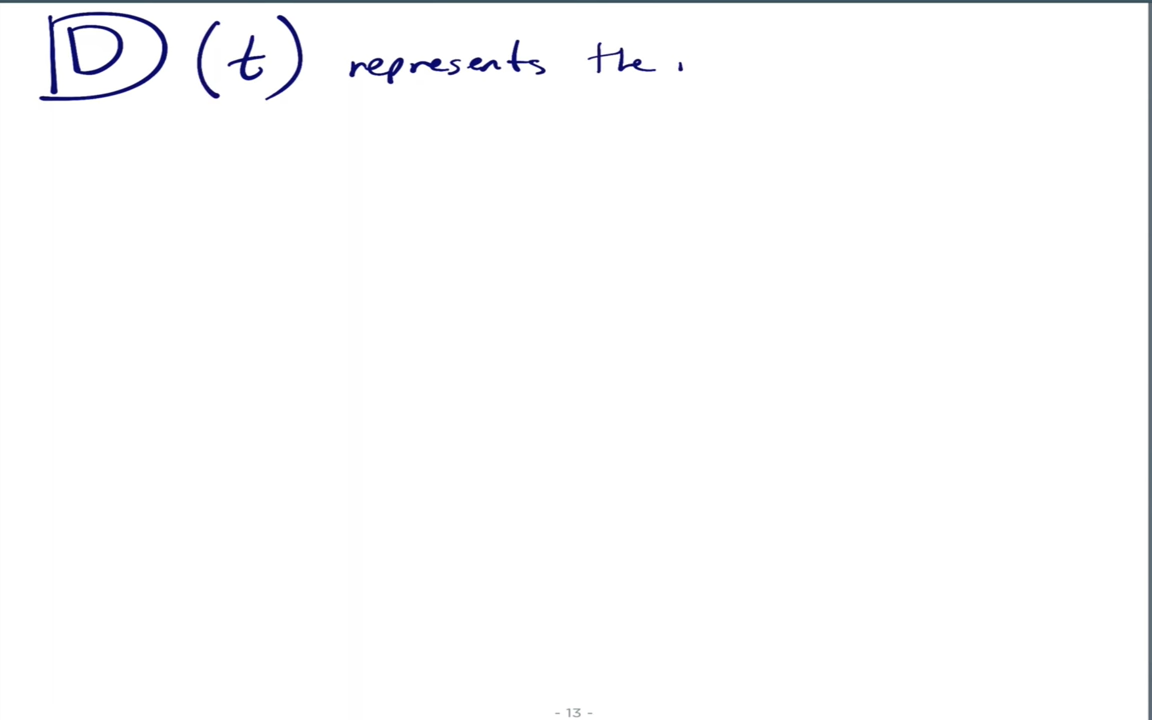 D (t) represents the
- 13 -